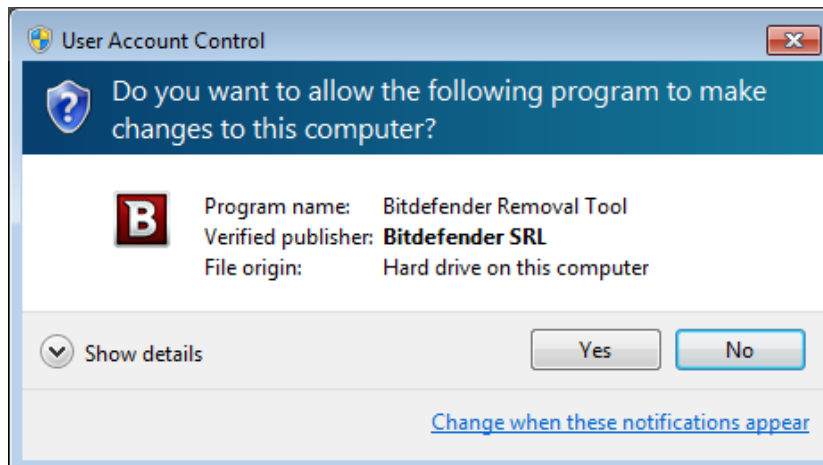 User Account Control
Do you want to allow the following program to make
changes to this computer?
B
Program name: Bitdefender Removal Tool
Verified publisher: Bitdefender SRL
File origin: Hard drive on this computer
Show details
Yes No
Change when these notifications appear